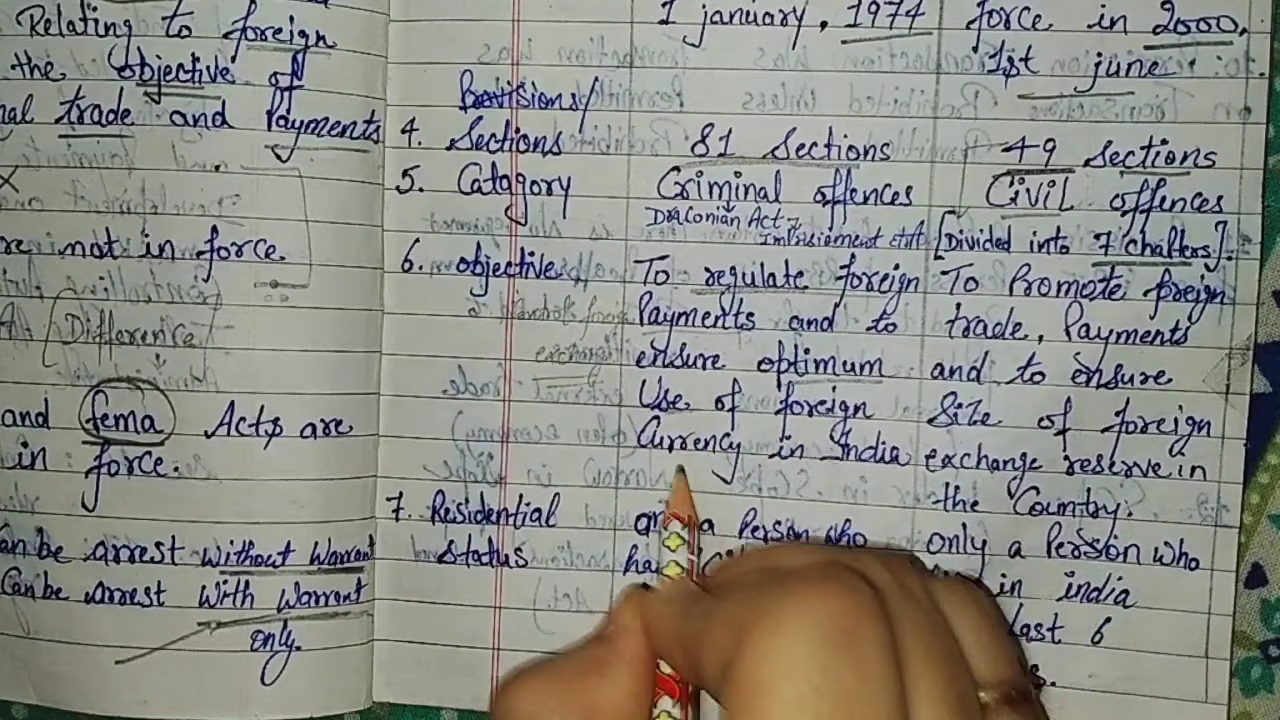 Relating to foreign
the objective of
nal trade and Payments
X
re not in force.
Difference
and fema Acts are
in force.
an be arrest without warrant
Can be arrest with warrant
only.
1 january, 1974 force in 2000.
1st june
4. Sections 81 Sections 49 Sections
5. Catagory Criminal offences Civil offences
Draconian Act [Divided into 7 chapters].
6. objective To regulate foreign To Promote foreign
Payments and to trade, Payments
ensure optimum and to ensure
Use of foreign Size of foreign
Currency in India exchange reserve in
the Country.
7. Residential a Person who only a Person who
Status in india
last 6